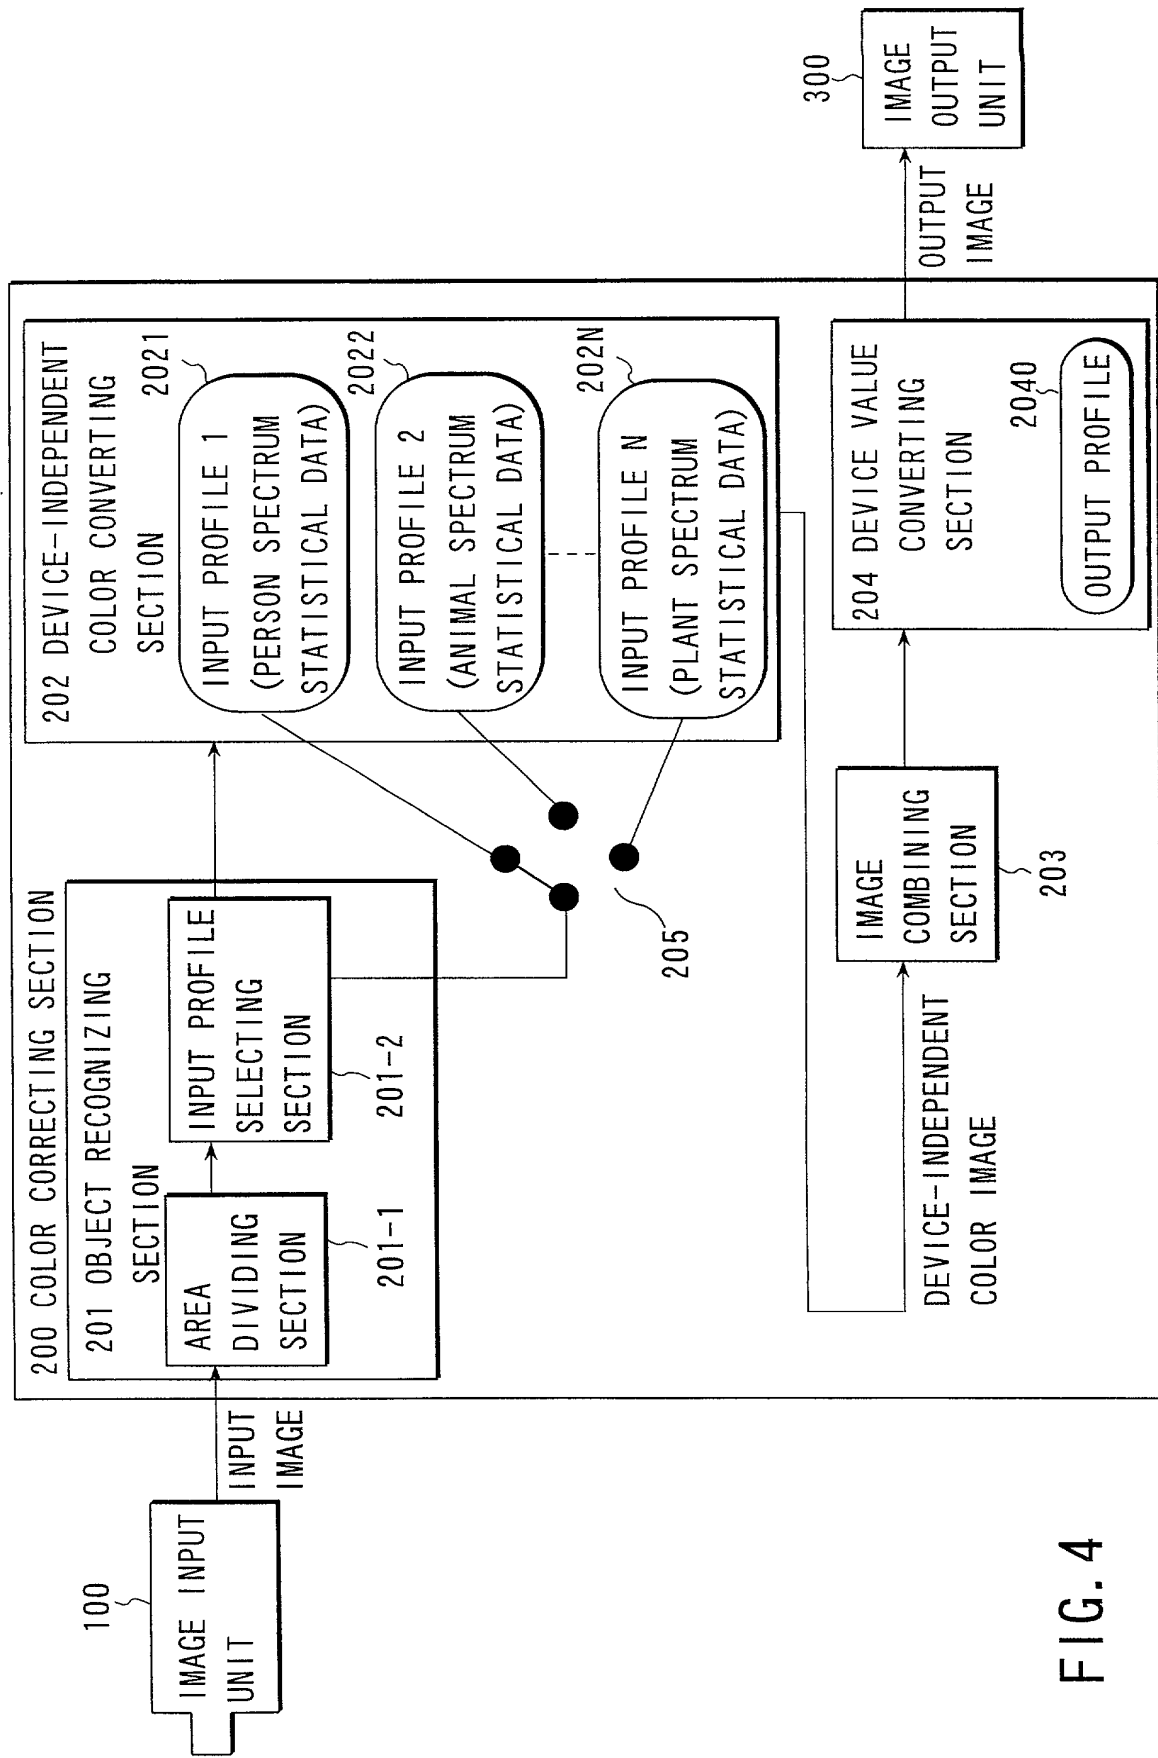 100
IMAGE INPUT
UNIT
INPUT
IMAGE
200 COLOR CORRECTING SECTION
201 OBJECT RECOGNIZING
SECTION
AREA
DIVIDING
SECTION
201-1
INPUT PROFILE
SELECTING
SECTION
201-2
202 DEVICE-INDEPENDENT
COLOR CONVERTING
SECTION
INPUT PROFILE 1
(PERSON SPECTRUM
STATISTICAL DATA)
2021
INPUT PROFILE 2
(ANIMAL SPECTRUM
STATISTICAL DATA)
2022
INPUT PROFILE N
(PLANT SPECTRUM
STATISTICAL DATA)
202N
205
DEVICE-INDEPENDENT
COLOR IMAGE
IMAGE
COMBINING
SECTION
203
204 DEVICE VALUE
CONVERTING
SECTION
2040
OUTPUT PROFILE
OUTPUT
IMAGE
300
IMAGE
OUTPUT
UNIT
FIG. 4